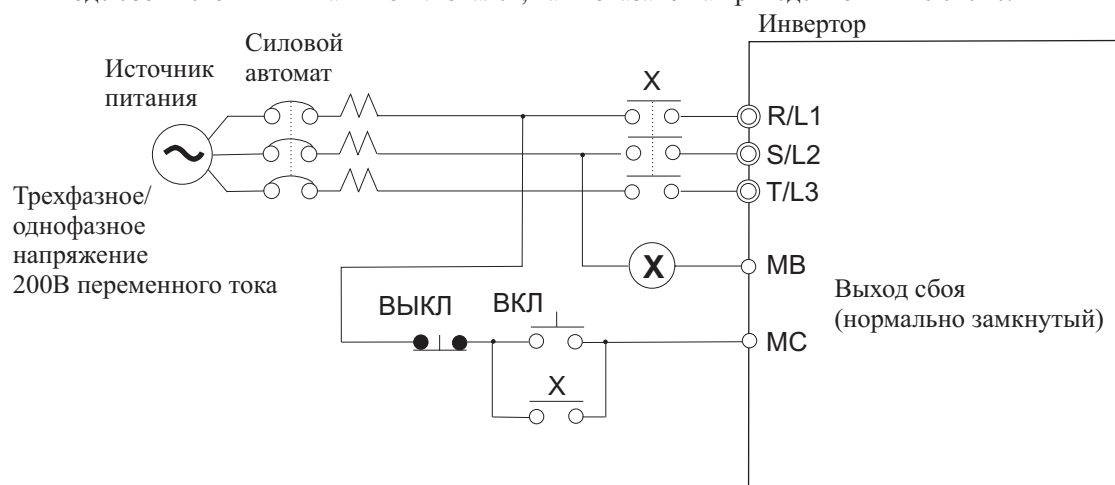 Инвертор
Силовой
автомат
Источник
питания
X
R/L1
S/L2
T/L3
Трехфазное/
однофазное
напряжение
200В переменного тока
X
MB
ВЫКЛ
ВКЛ
Выход сбоя
(нормально замкнутый)
MC
X